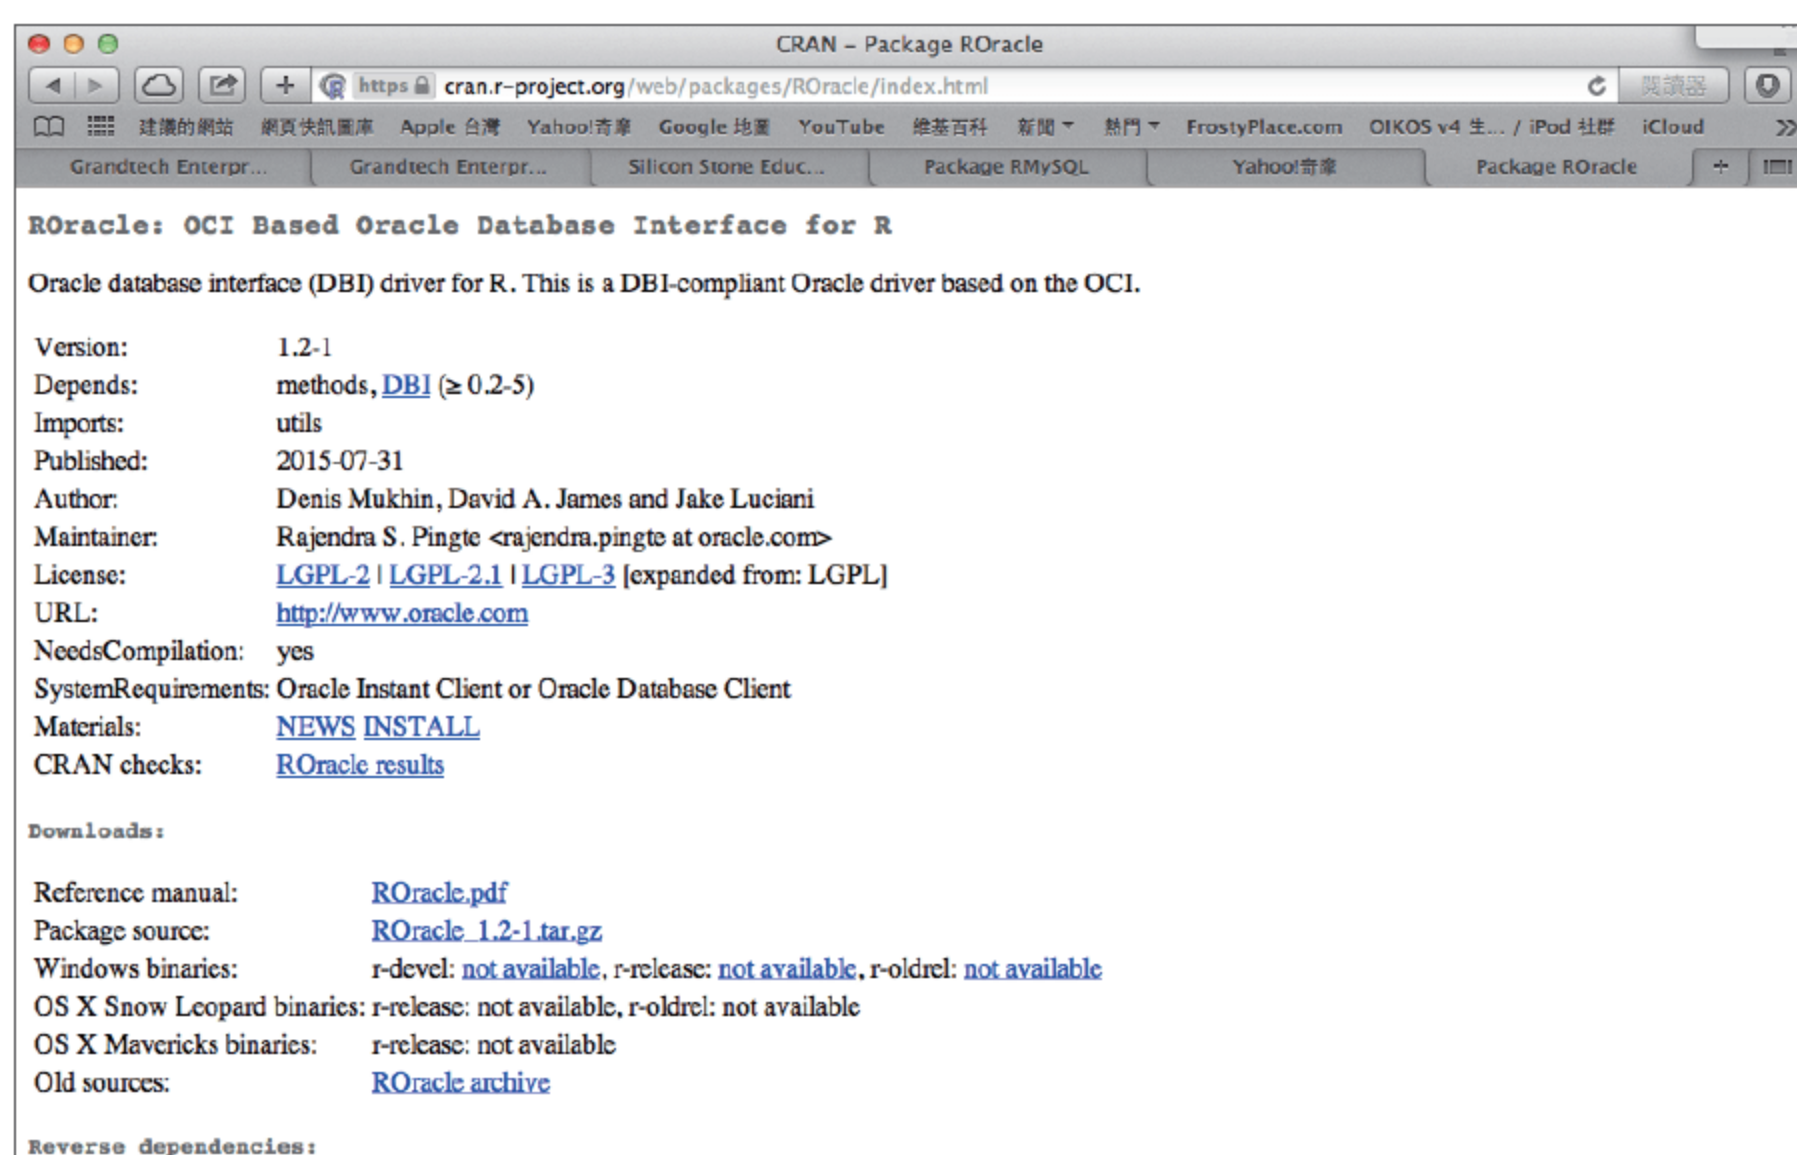 CRAN – Package ROracle
https cran.r-project.org/web/packages/ROracle/index.html 閱讀器
建議的網站 網頁快訊圖庫 Apple 台灣 Yahoo!奇摩 Google 地圖 YouTube 維基百科 新聞 熱門 FrostyPlace.com OIKOS v4 生... / iPod 社群 iCloud
Grandtech Enterpr... Grandtech Enterpr... Silicon Stone Educ... Package RMySQL Yahoo!奇摩 Package ROracle
ROracle: OCI Based Oracle Database Interface for R
Oracle database interface (DBI) driver for R. This is a DBI-compliant Oracle driver based on the OCI.
Version: 1.2-1
Depends: methods, DBI (≥ 0.2-5)
Imports: utils
Published: 2015-07-31
Author: Denis Mukhin, David A. James and Jake Luciani
Maintainer: Rajendra S. Pingte <rajendra.pingte at oracle.com>
License: LGPL-2 | LGPL-2.1 | LGPL-3 [expanded from: LGPL]
URL: http://www.oracle.com
NeedsCompilation: yes
SystemRequirements: Oracle Instant Client or Oracle Database Client
Materials: NEWS INSTALL
CRAN checks: ROracle results
Downloads:
Reference manual: ROracle.pdf
Package source: ROracle_1.2-1.tar.gz
Windows binaries: r-devel: not available, r-release: not available, r-oldrel: not available
OS X Snow Leopard binaries: r-release: not available, r-oldrel: not available
OS X Mavericks binaries: r-release: not available
Old sources: ROracle archive
Reverse dependencies: